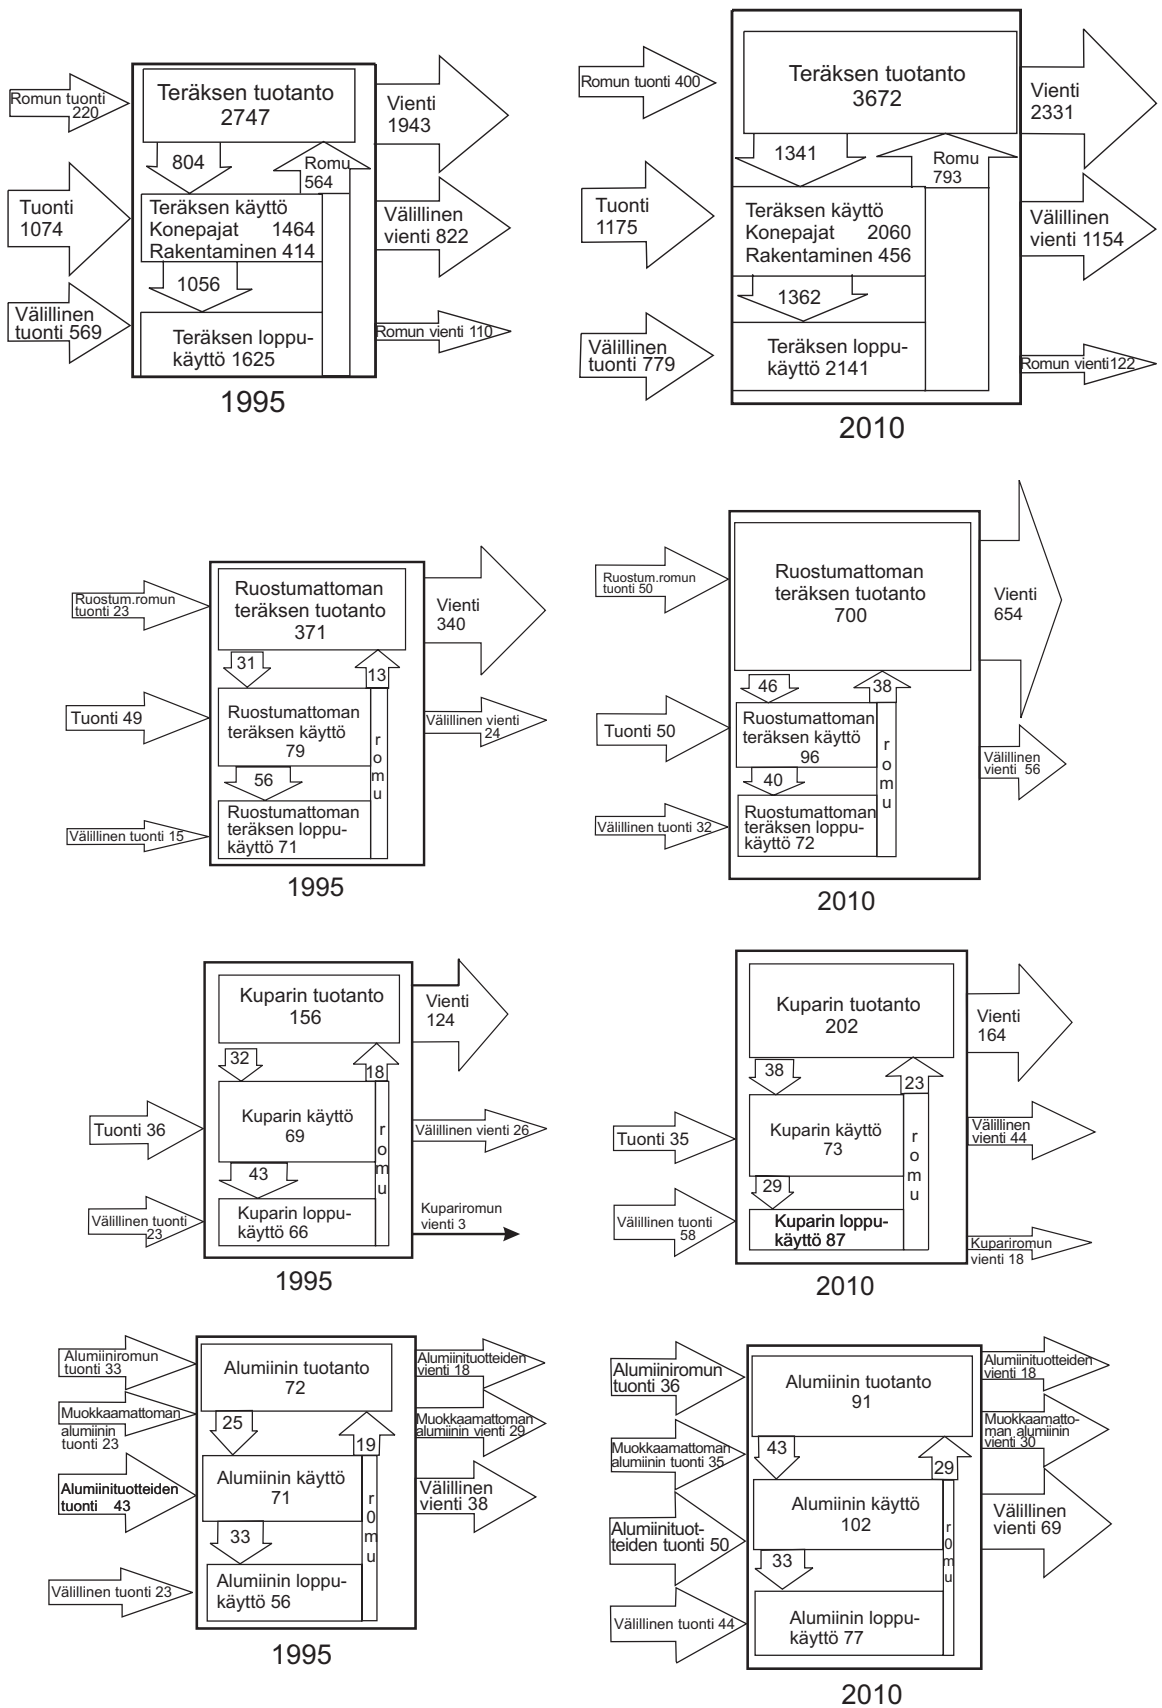 Romun tuonti
220
Tuonti
1074
Välillinen
tuonti 569
Teräksen tuotanto
2747
804
Romu
564
Teräksen käyttö
Konepajat 1464
Rakentaminen 414
1056
Teräksen loppu-
käyttö 1625
Vienti
1943
Välillinen
vienti 822
Romun vienti 110
1995
Romun tuonti 400
Tuonti
1175
Välillinen
tuonti 779
Teräksen tuotanto
3672
1341
Romu
793
Teräksen käyttö
Konepajat 2060
Rakentaminen 456
1362
Teräksen loppu-
käyttö 2141
Vienti
2331
Välillinen
vienti 1154
Romun vienti122
2010
Ruostum.romun
tuonti 23
Tuonti 49
Välillinen tuonti 15
Ruostumattoman
teräksen tuotanto
371
31
13
Ruostumattoman
teräksen käyttö
79
56
Ruostumattoman
teräksen loppu-
käyttö 71
r
o
m
u
Vienti
340
Välillinen vienti
24
1995
Ruostum.romun
tuonti 50
Tuonti 50
Välillinen tuonti 32
Ruostumattoman
teräksen tuotanto
700
46
38
Ruostumattoman
teräksen käyttö
96
40
Ruostumattoman
teräksen loppu-
käyttö 72
r
o
m
u
Vienti
654
Välillinen
vienti 56
2010
Tuonti 36
Välillinen tuonti
23
Kuparin tuotanto
156
32
18
Kuparin käyttö
69
43
Kuparin loppu-
käyttö 66
r
o
m
u
Vienti
124
Välillinen vienti 26
Kupariromun
vienti 3
1995
Tuonti 35
Välillinen tuonti
58
Kuparin tuotanto
202
38
23
Kuparin käyttö
73
29
Kuparin loppu-
käyttö 87
r
o
m
u
Vienti
164
Välillinen
vienti 44
Kupariromun
vienti 18
2010
Alumiiniromun
tuonti 33
Muokkaamattoman
alumiinin
tuonti 23
Alumiinituotteiden
tuonti 43
Välillinen tuonti 23
Alumiinin tuotanto
72
25
19
Alumiinin käyttö
71
33
Alumiinin loppu-
käyttö 56
r
0
m
u
Alumiinituotteiden
vienti 18
Muokkaamattoman
alumiinin vienti 29
Välillinen
vienti 38
1995
Alumiiniromun
tuonti 36
Muokkaamattoman
alumiinin tuonti 35
Alumiinituot-
teiden tuonti 50
Välillinen tuonti 44
Alumiinin tuotanto
91
43
29
Alumiinin käyttö
102
33
Alumiinin loppu-
käyttö 77
r
0
m
u
Alumiinituotteiden
vienti 18
Muokkaamatto-
man alumiinin
vienti 30
Välillinen
vienti 69
2010